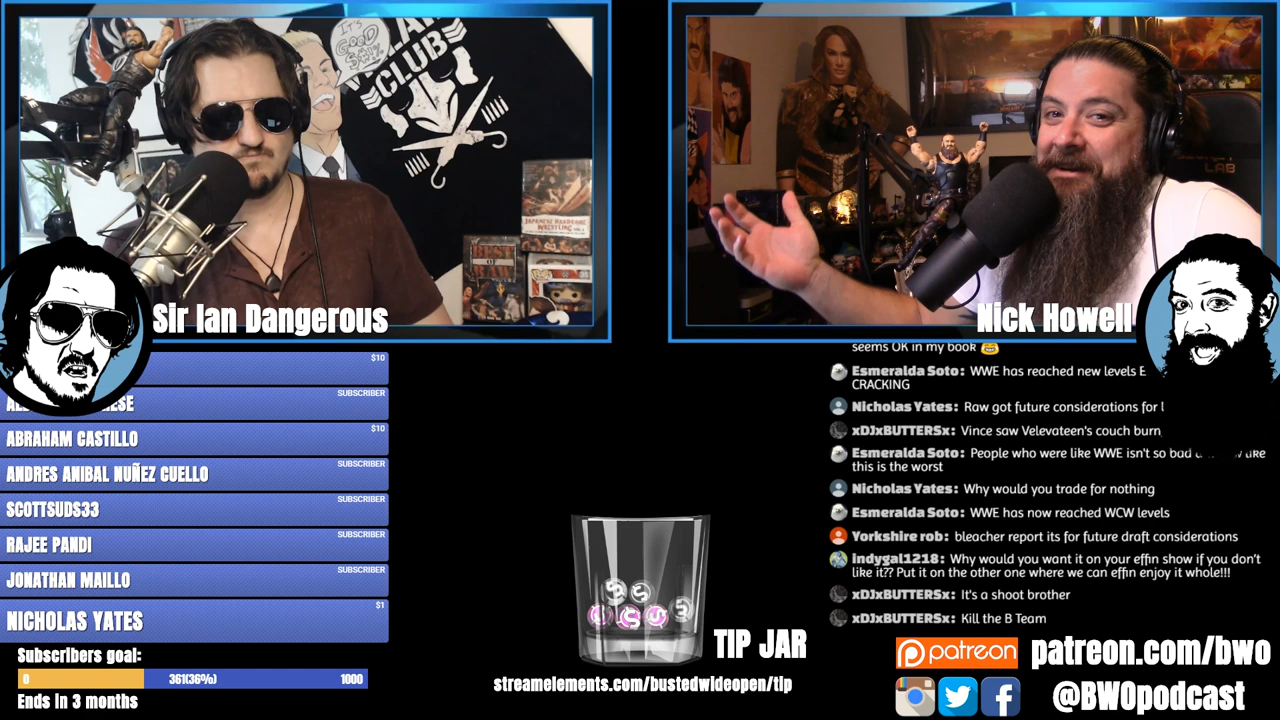 IT'S
GOOD
CLUB
JAPANESE HARDCORE
WRESTLING
BEST
OF
RAW
LAB
Sir Ian Dangerous
Nick Howell
$10
SUBSCRIBER
ABRAHAM CASTILLO
$10
ANDRES ANIBAL NUÑEZ CUELLO
SUBSCRIBER
SCOTTSUDS33
SUBSCRIBER
RAJEE PANDI
SUBSCRIBER
JONATHAN MAILLO
SUBSCRIBER
NICHOLAS YATES
$1
Subscribers goal:
0 361(36%) 1000
Ends in 3 months
TIP JAR
streamelements.com/bustedwideopen/tip
seems OK in my book 😂
Esmeralda Soto: WWE has reached new levels
CRACKING
Nicholas Yates: Raw got future considerations for
xDJxBUTTERSx: Vince saw Velevateen's couch burn
Esmeralda Soto: People who were like WWE isn't so bad like
this is the worst
Nicholas Yates: Why would you trade for nothing
Esmeralda Soto: WWE has now reached WCW levels
Yorkshire rob: bleacher report its for future draft considerations
indygal1218: Why would you want it on your effin show if you don't
like it?? Put it on the other one where we can effin enjoy it whole!!!
xDJxBUTTERSx: It's a shoot brother
xDJxBUTTERSx: Kill the B Team
patreon patreon.com/bwo
@BWOpodcast